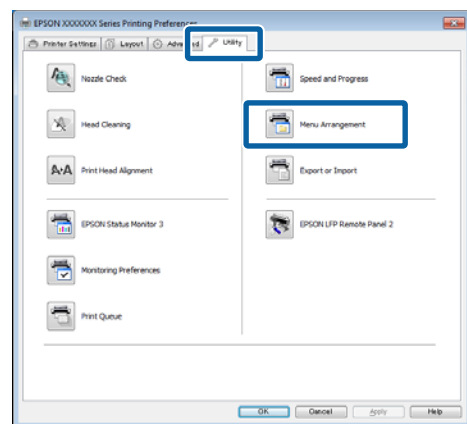 EPSON XXXXXXX Series Printing Preferences
Printer Settings Layout Advanced Utility
Nozzle Check
Speed and Progress
Head Cleaning
Menu Arrangement
A·A Print Head Alignment
Export or Import
EPSON Status Monitor 3
EPSON LFP Remote Panel 2
Monitoring Preferences
Print Queue
OK Cancel Apply Help